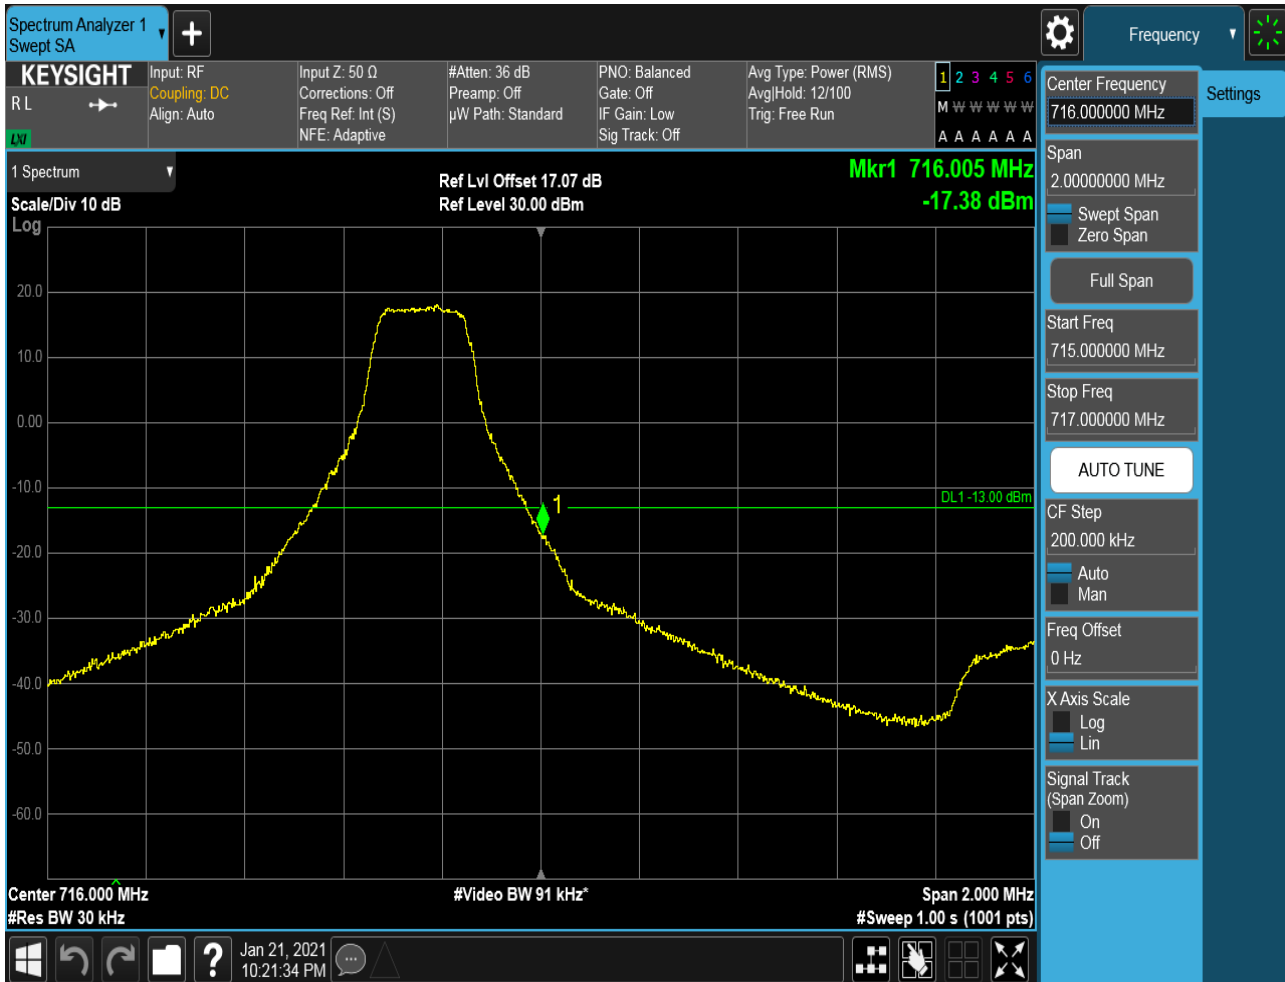 Spectrum Analyzer 1
Swept SA
Frequency
KEYSIGHT
R L
LXI
Input: RF
Coupling: DC
Align: Auto
Input Z: 50 Ω
Corrections: Off
Freq Ref: Int (S)
NFE: Adaptive
#Atten: 36 dB
Preamp: Off
µW Path: Standard
PNO: Balanced
Gate: Off
IF Gain: Low
Sig Track: Off
Avg Type: Power (RMS)
Avg|Hold: 12/100
Trig: Free Run
1 2 3 4 5 6
M W W W W W
A A A A A A
1 Spectrum
Scale/Div 10 dB
Log
Ref Lvl Offset 17.07 dB
Ref Level 30.00 dBm
Mkr1 716.005 MHz
-17.38 dBm
20.0
10.0
0.00
-10.0
-20.0
-30.0
-40.0
-50.0
-60.0
1
DL1 -13.00 dBm
Center 716.000 MHz
#Res BW 30 kHz
#Video BW 91 kHz*
Span 2.000 MHz
#Sweep 1.00 s (1001 pts)
Center Frequency
716.000000 MHz
Settings
Span
2.00000000 MHz
Swept Span
Zero Span
Full Span
Start Freq
715.000000 MHz
Stop Freq
717.000000 MHz
AUTO TUNE
CF Step
200.000 kHz
Auto
Man
Freq Offset
0 Hz
X Axis Scale
Log
Lin
Signal Track
(Span Zoom)
On
Off
?
Jan 21, 2021
10:21:34 PM